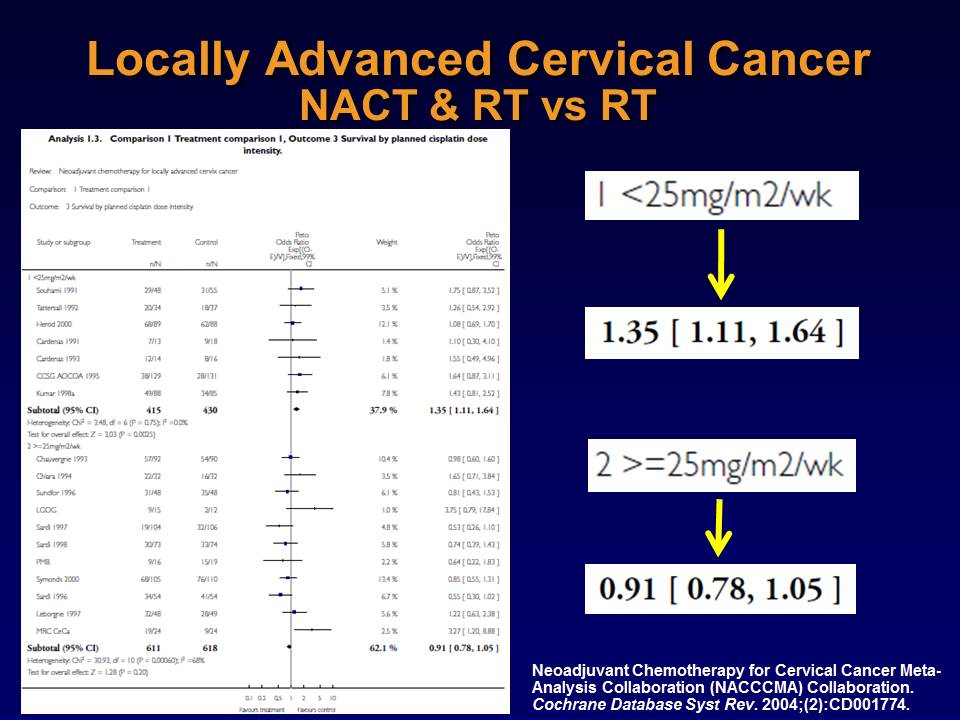 Locally Advanced Cervical Cancer
NACT & RT vs RT
Analysis 1.3. Comparison 1 Treatment comparison 1, Outcome 3 Survival by planned cisplatin dose
intensity.
Review: Neoadjuvant chemotherapy for locally advanced cervix cancer
Comparison: 1 Treatment comparison 1
Outcome: 3 Survival by planned cisplatin dose intensity
Study or subgroup Treatment Control Peto Odds Ratio Exp[(O-E)/V],Fixed,99% CI Weight Peto Odds Ratio Exp[(O-E)/V],Fixed,99% CI
n/N n/N
1 <25mg/m2/wk
Souhami 1991 29/48 31/55 5.1 % 1.75 [ 0.87, 3.52 ]
Tattersall 1992 20/34 18/37 3.5 % 1.26 [ 0.54, 2.92 ]
Herod 2000 68/89 62/88 12.1 % 1.08 [ 0.69, 1.70 ]
Cardenas 1991 7/13 9/18 1.4 % 1.10 [ 0.30, 4.10 ]
Cardenas 1993 12/14 8/16 1.8 % 1.55 [ 0.49, 4.96 ]
CCSG AOCOA 1995 38/129 28/131 6.1 % 1.64 [ 0.87, 3.11 ]
Kumar 1998a 49/88 34/85 7.8 % 1.43 [ 0.81, 2.52 ]
Subtotal (95% CI) 415 430 37.9 % 1.35 [ 1.11, 1.64 ]
Heterogeneity: Chi² = 3.48, df = 6 (P = 0.75); I² =0.0%
Test for overall effect: Z = 3.03 (P = 0.0025)
2 >=25mg/m2/wk
Chauvergne 1993 57/92 54/90 10.4 % 0.98 [ 0.60, 1.60 ]
Chiara 1994 22/32 16/32 3.5 % 1.65 [ 0.71, 3.84 ]
Sundfor 1996 31/48 35/48 6.1 % 0.81 [ 0.43, 1.53 ]
LGOG 9/15 2/12 1.0 % 3.75 [ 0.79, 17.84 ]
Sardi 1997 19/104 32/106 4.8 % 0.53 [ 0.26, 1.10 ]
Sardi 1998 30/73 33/74 5.8 % 0.74 [ 0.39, 1.43 ]
PMB 9/16 15/19 2.2 % 0.64 [ 0.22, 1.83 ]
Symonds 2000 68/105 76/110 13.4 % 0.85 [ 0.55, 1.31 ]
Sardi 1996 34/54 41/54 6.7 % 0.55 [ 0.30, 1.02 ]
Leborgne 1997 32/48 28/49 5.6 % 1.22 [ 0.63, 2.38 ]
MRC CeCa 19/24 9/24 2.5 % 3.27 [ 1.20, 8.88 ]
Subtotal (95% CI) 611 618 62.1 % 0.91 [ 0.78, 1.05 ]
Heterogeneity: Chi² = 30.93, df = 10 (P = 0.00060); I² =68%
Test for overall effect: Z = 1.28 (P = 0.20)
0.1 0.2 0.5 1 2 5 10
Favours treatment Favours control
1 <25mg/m2/wk
1.35 [ 1.11, 1.64 ]
2 >=25mg/m2/wk
0.91 [ 0.78, 1.05 ]
Neoadjuvant Chemotherapy for Cervical Cancer Meta-
Analysis Collaboration (NACCCMA) Collaboration.
Cochrane Database Syst Rev. 2004;(2):CD001774.